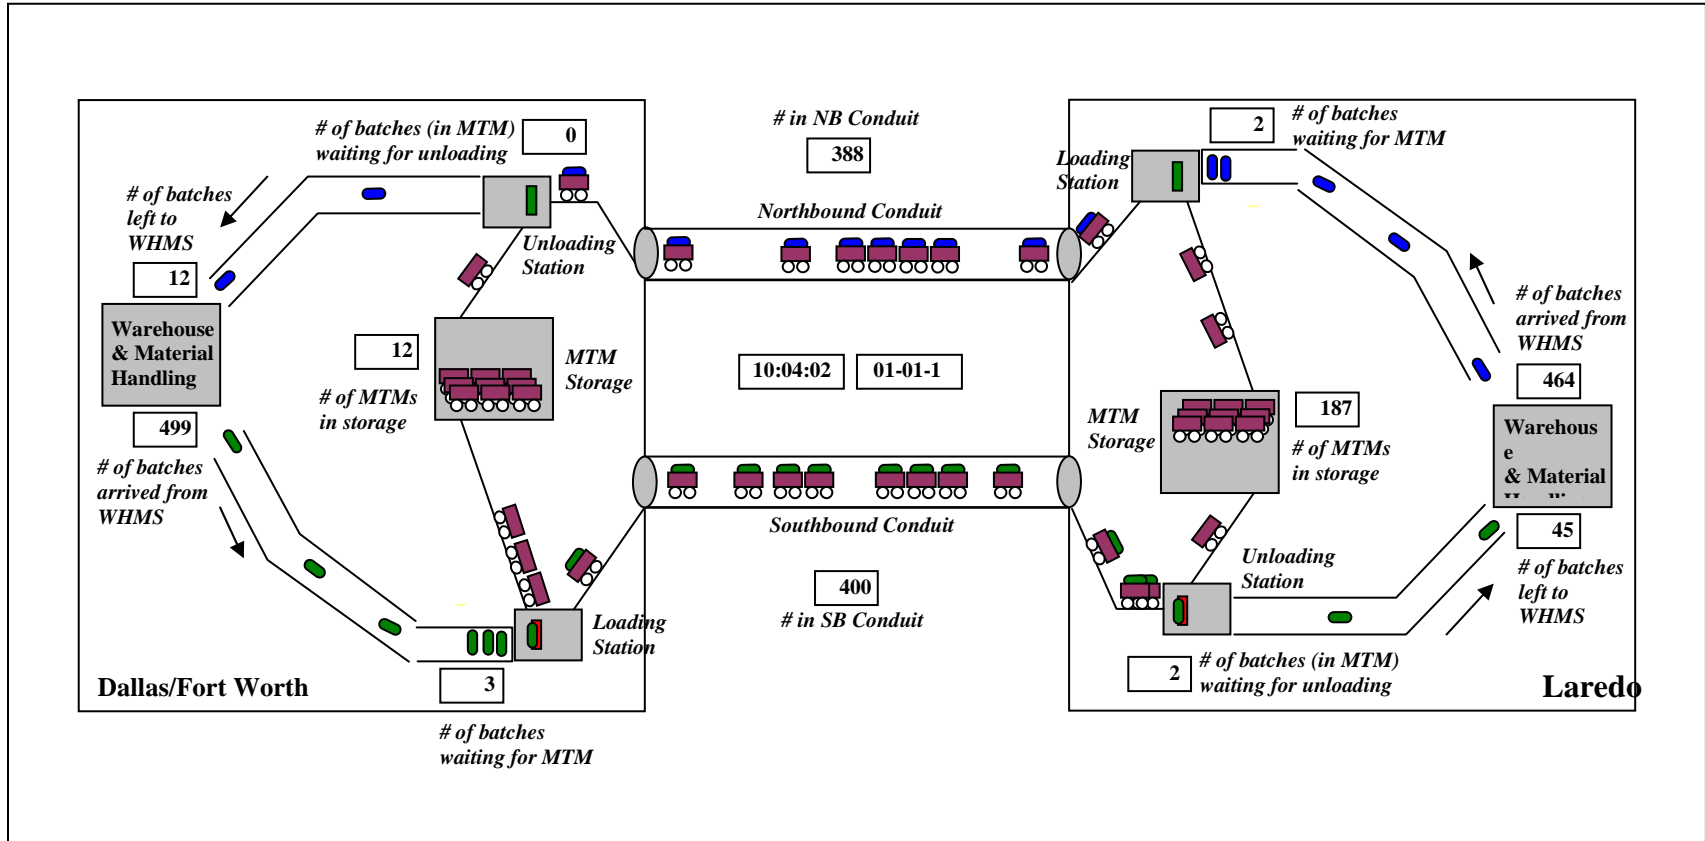 # of batches (in MTM)
waiting for unloading
0
# of batches
left to
WHMS
12
Unloading
Station
Warehouse
& Material
Handling
12
# of MTMs
in storage
MTM
Storage
499
# of batches
arrived from
WHMS
Loading
Station
3
# of batches
waiting for MTM
Dallas/Fort Worth
# in NB Conduit
388
Northbound Conduit
10:04:02
01-01-1
Southbound Conduit
400
# in SB Conduit
2
# of batches
waiting for MTM
Loading
Station
# of batches
arrived from
WHMS
464
MTM
Storage
187
# of MTMs
in storage
Warehous
e
& Material
45
# of batches
left to
WHMS
Unloading
Station
2
# of batches (in MTM)
waiting for unloading
Laredo